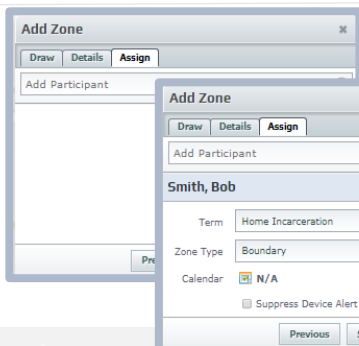 Add Zone
Draw Details Assign
Add Participant
Add Zone
Draw Details Assign
Add Participant
Smith, Bob
Term Home Incarceration
Zone Type Boundary
Calendar N/A
Suppress Device Alert
Previous